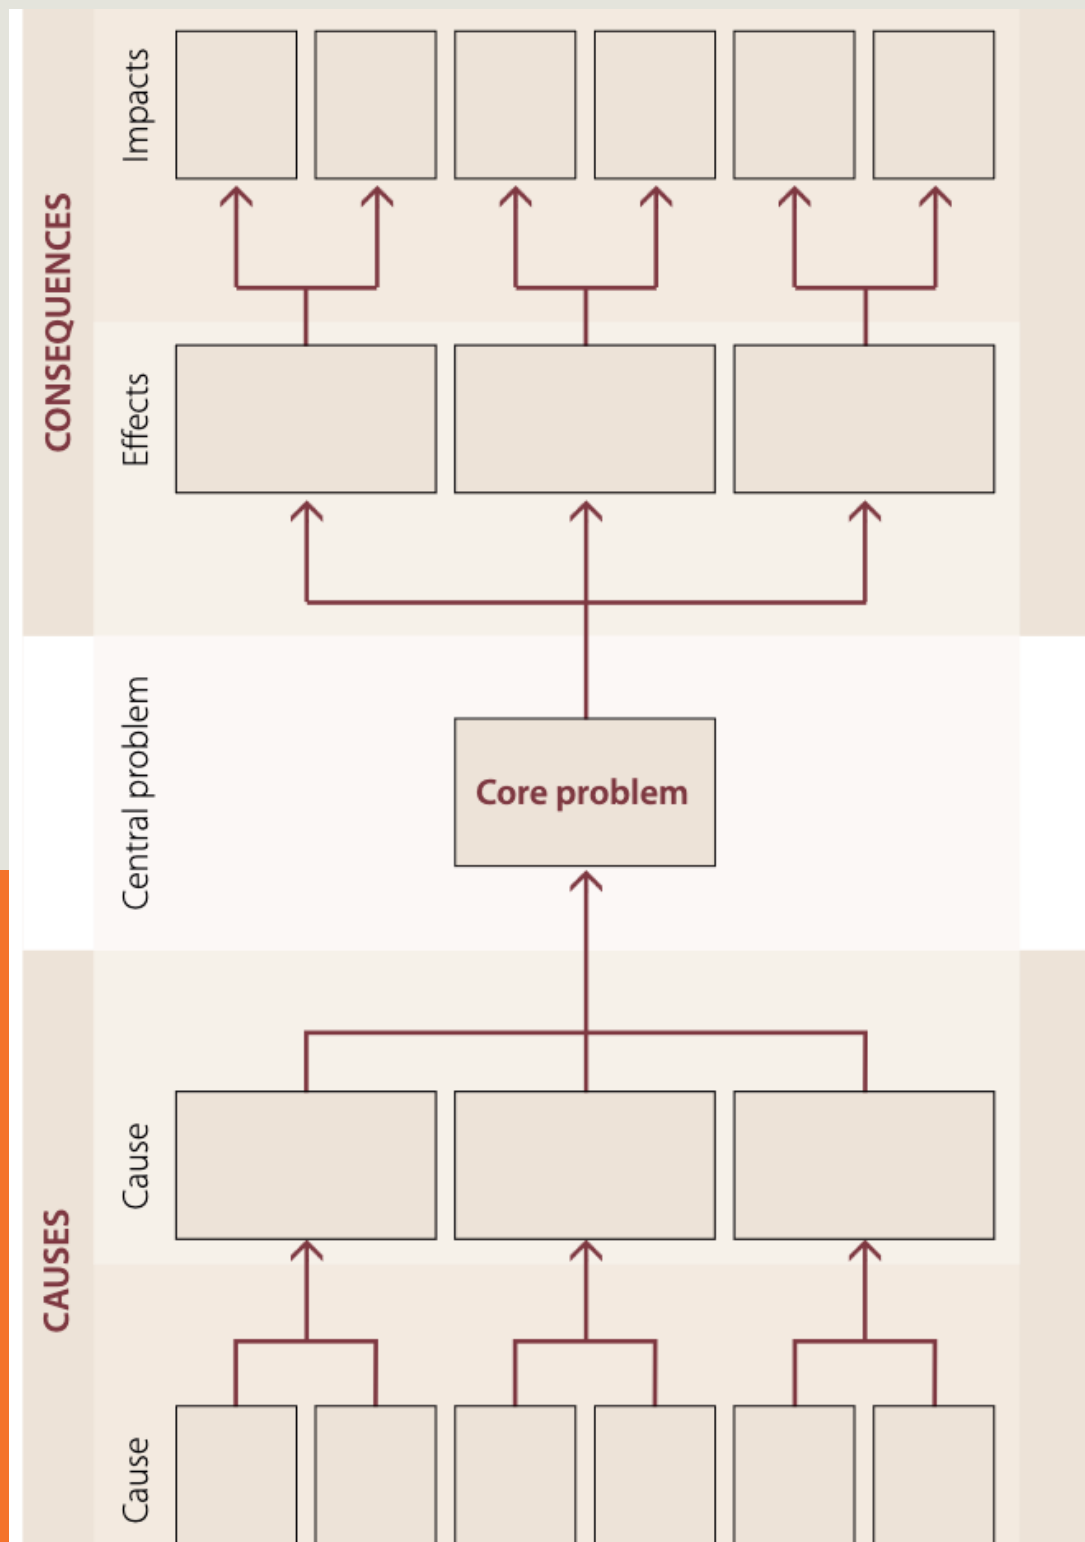 CONSEQUENCES
Impacts
Effects
Central problem
Core problem
CAUSES
Cause
Cause